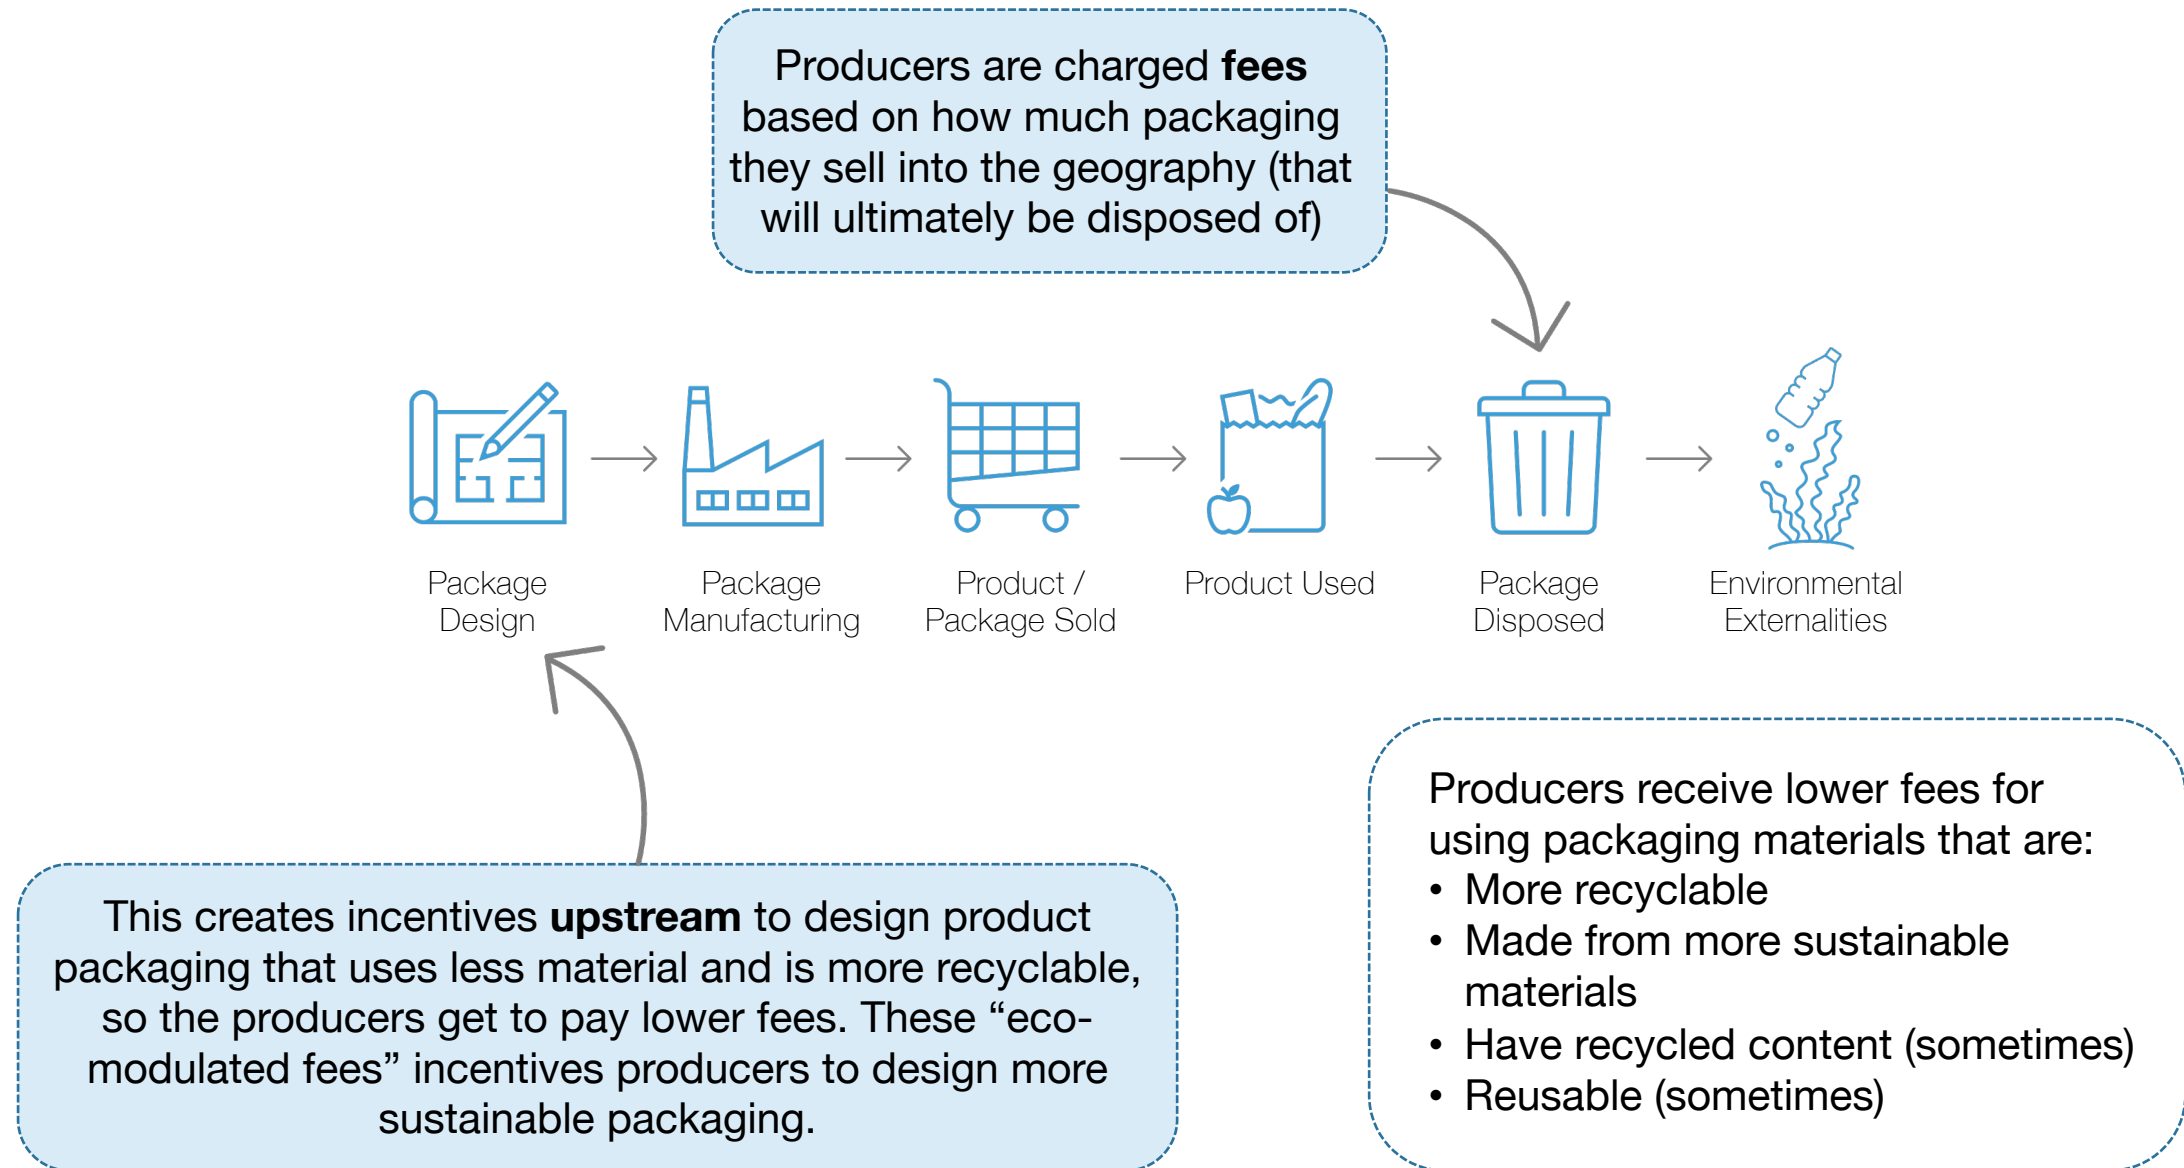 Producers are charged fees
based on how much packaging
they sell into the geography (that
will ultimately be disposed of)
Package
Design
Package
Manufacturing
Product /
Package Sold
Product Used
Package
Disposed
Environmental
Externalities
This creates incentives upstream to design product
packaging that uses less material and is more recyclable,
so the producers get to pay lower fees. These “eco-
modulated fees” incentives producers to design more
sustainable packaging.
Producers receive lower fees for
using packaging materials that are:
• More recyclable
• Made from more sustainable
materials
• Have recycled content (sometimes)
• Reusable (sometimes)